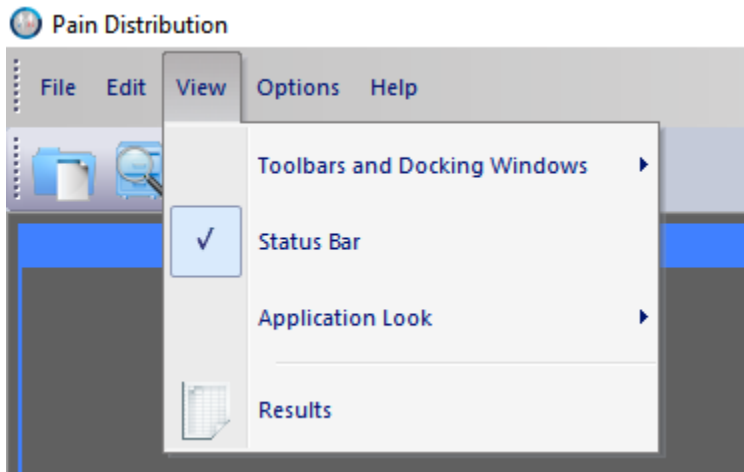 Pain Distribution
File Edit View Options Help
Toolbars and Docking Windows
Status Bar
Application Look
Results